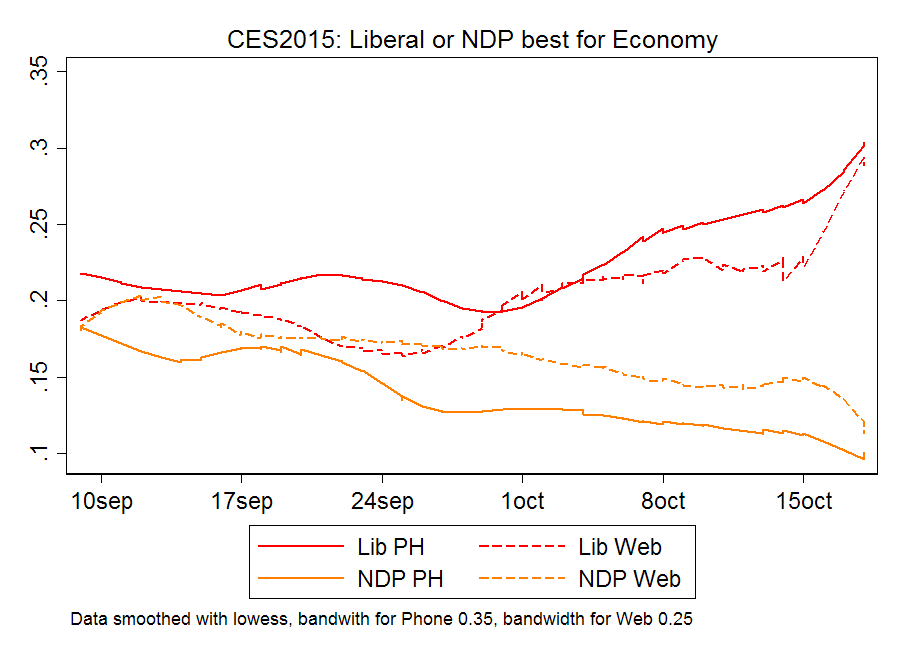 CES2015: Liberal or NDP best for Economy
.35
.3
.25
.2
.15
.1
10sep 17sep 24sep 1oct 8oct 15oct
Lib PH Lib Web
NDP PH NDP Web
Data smoothed with lowess, bandwith for Phone 0.35, bandwidth for Web 0.25